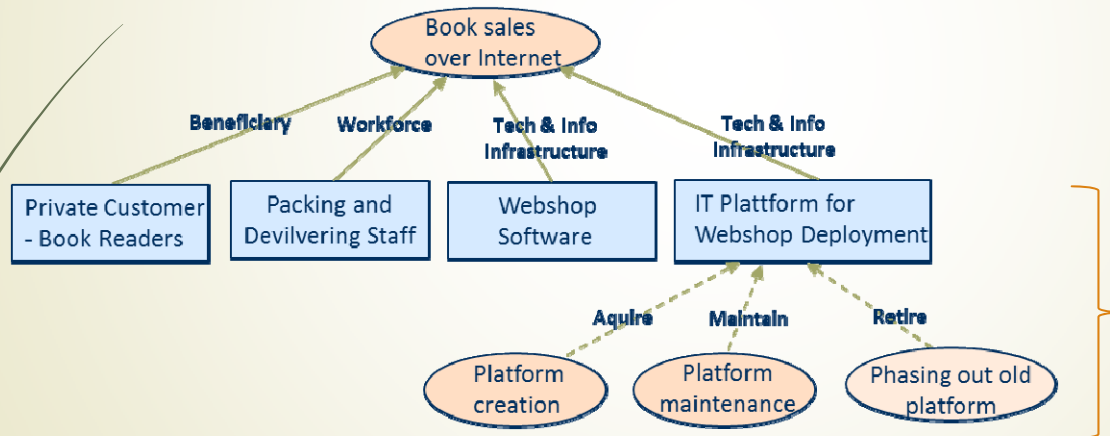 Book sales
over Internet
Beneficiary
Workforce
Tech & Info
Infrastructure
Tech & Info
Infrastructure
Private Customer
- Book Readers
Packing and
Devilvering Staff
Webshop
Software
IT Plattform for
Webshop Deployment
Aquire
Maintain
Retire
Platform
creation
Platform
maintenance
Phasing out old
platform